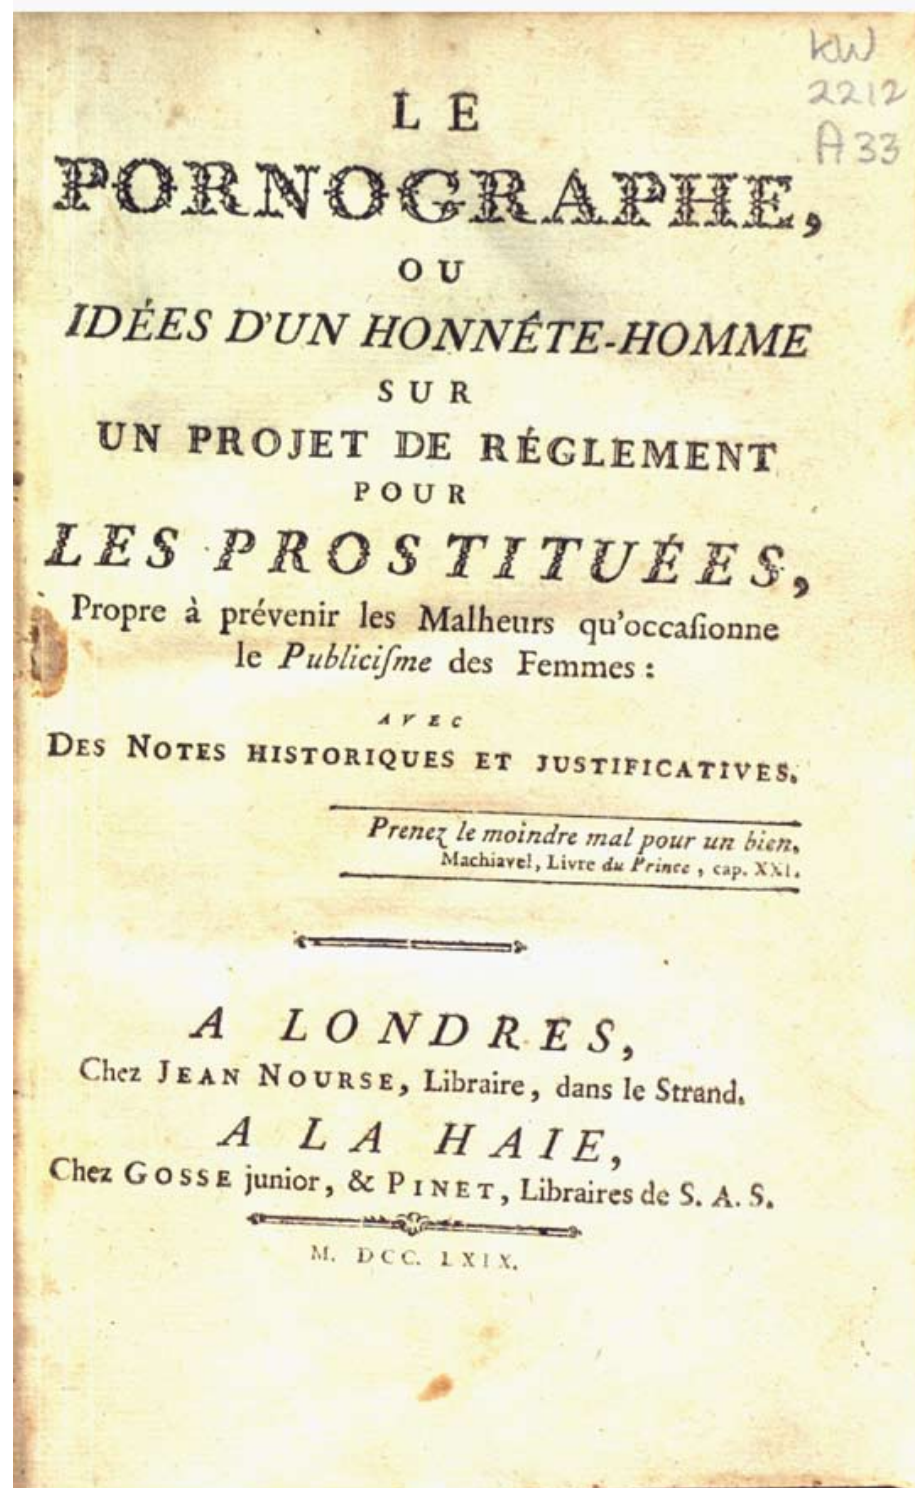 kW
2212
A33
LE
PORNOGRAPHE,
OU
IDÉES D'UN HONNÊTE-HOMME
SUR
UN PROJET DE RÉGLEMENT
POUR
LES PROSTITUÉES,
Propre à prévenir les Malheurs qu'occaſionne
le Publiciſme des Femmes :
AVEC
DES NOTES HISTORIQUES ET JUSTIFICATIVES.
Prenez le moindre mal pour un bien.
Machiavel, Livre du Prince, cap. XXI.
A LONDRES,
Chez JEAN NOURSE, Libraire, dans le Strand.
A LA HAIE,
Chez GOSSE junior, & PINET, Libraires de S. A. S.
M. DCC. LXIX.